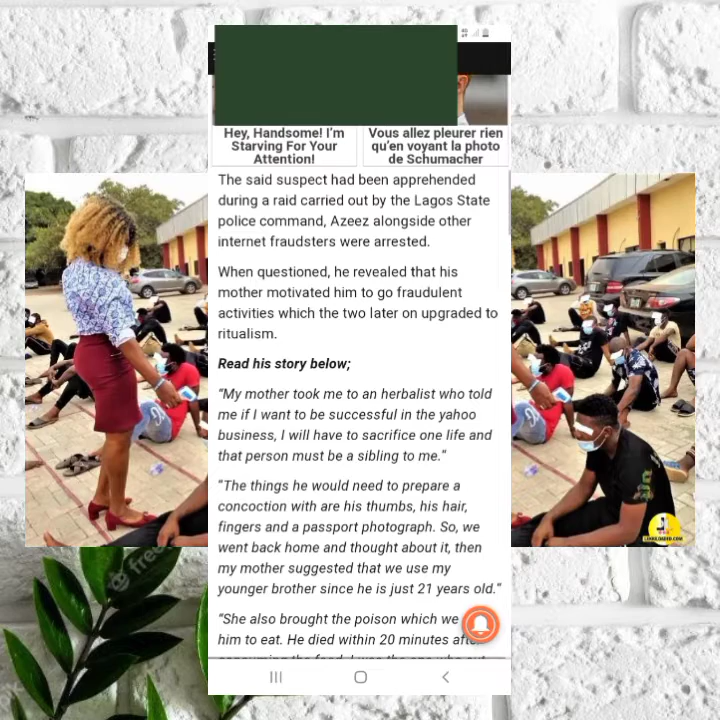 Hey, Handsome! I'm
Starving For Your
Attention!
Vous allez pleurer rien
qu'en voyant la photo
de Schumacher
The said suspect had been apprehended
during a raid carried out by the Lagos State
police command, Azeez alongside other
internet fraudsters were arrested.
When questioned, he revealed that his
mother motivated him to go fraudulent
activities which the two later on upgraded to
ritualism.
Read his story below;
“My mother took me to an herbalist who told
me if I want to be successful in the yahoo
business, I will have to sacrifice one life and
that person must be a sibling to me.”
“The things he would need to prepare a
concoction with are his thumbs, his hair,
fingers and a passport photograph. So, we
went back home and thought about it, then
my mother suggested that we use my
younger brother since he is just 21 years old.”
“She also brought the poison which we
him to eat. He died within 20 minutes after